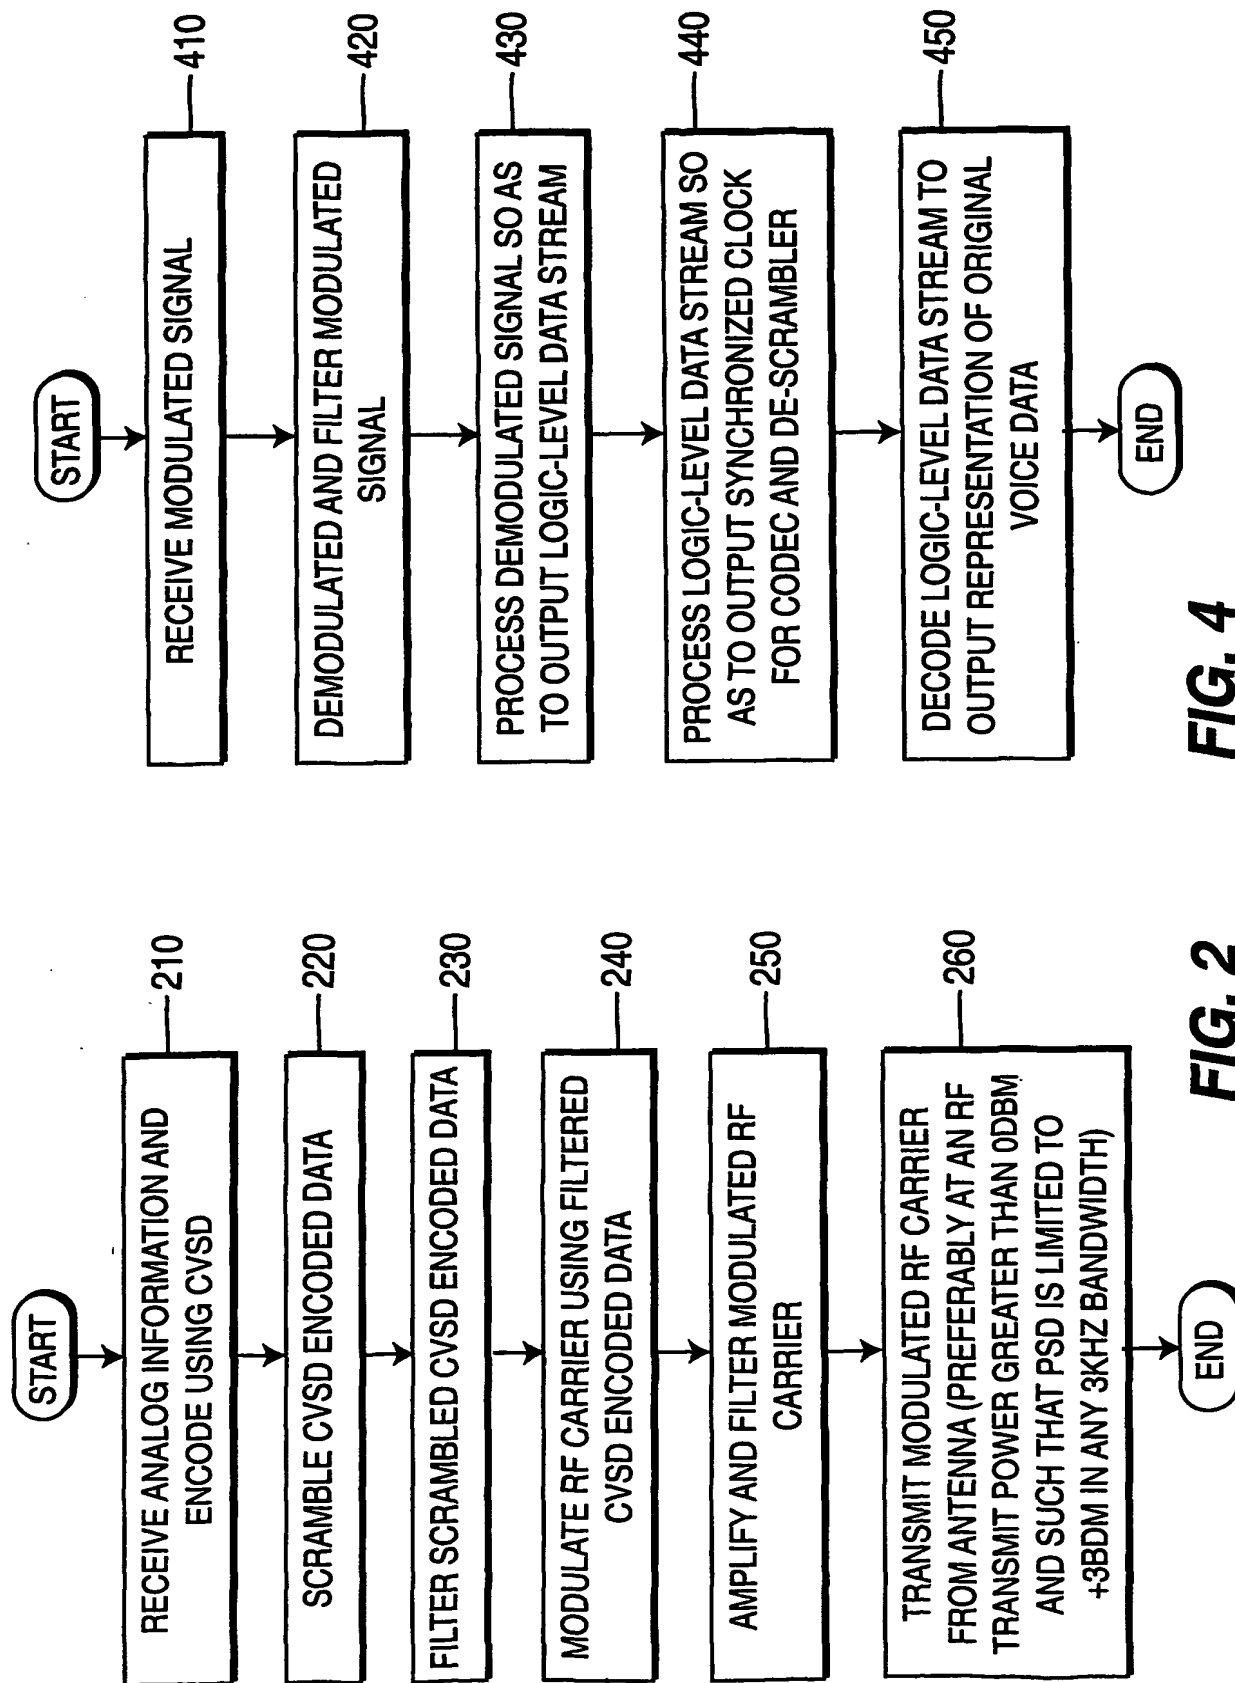 START
RECEIVE ANALOG INFORMATION AND
ENCODE USING CVSD
210
SCRAMBLE CVSD ENCODED DATA
220
FILTER SCRAMBLED CVSD ENCODED DATA
230
MODULATE RF CARRIER USING FILTERED
CVSD ENCODED DATA
240
AMPLIFY AND FILTER MODULATED RF
CARRIER
250
TRANSMIT MODULATED RF CARRIER
FROM ANTENNA (PREFERABLY AT AN RF
TRANSMIT POWER GREATER THAN 0DBM
AND SUCH THAT PSD IS LIMITED TO
+3BDM IN ANY 3KHZ BANDWIDTH)
260
END
FIG. 2
START
RECEIVE MODULATED SIGNAL
410
DEMODULATED AND FILTER MODULATED
SIGNAL
420
PROCESS DEMODULATED SIGNAL SO AS
TO OUTPUT LOGIC-LEVEL DATA STREAM
430
PROCESS LOGIC-LEVEL DATA STREAM SO
AS TO OUTPUT SYNCHRONIZED CLOCK
FOR CODEC AND DE-SCRAMBLER
440
DECODE LOGIC-LEVEL DATA STREAM TO
OUTPUT REPRESENTATION OF ORIGINAL
VOICE DATA
450
END
FIG. 4